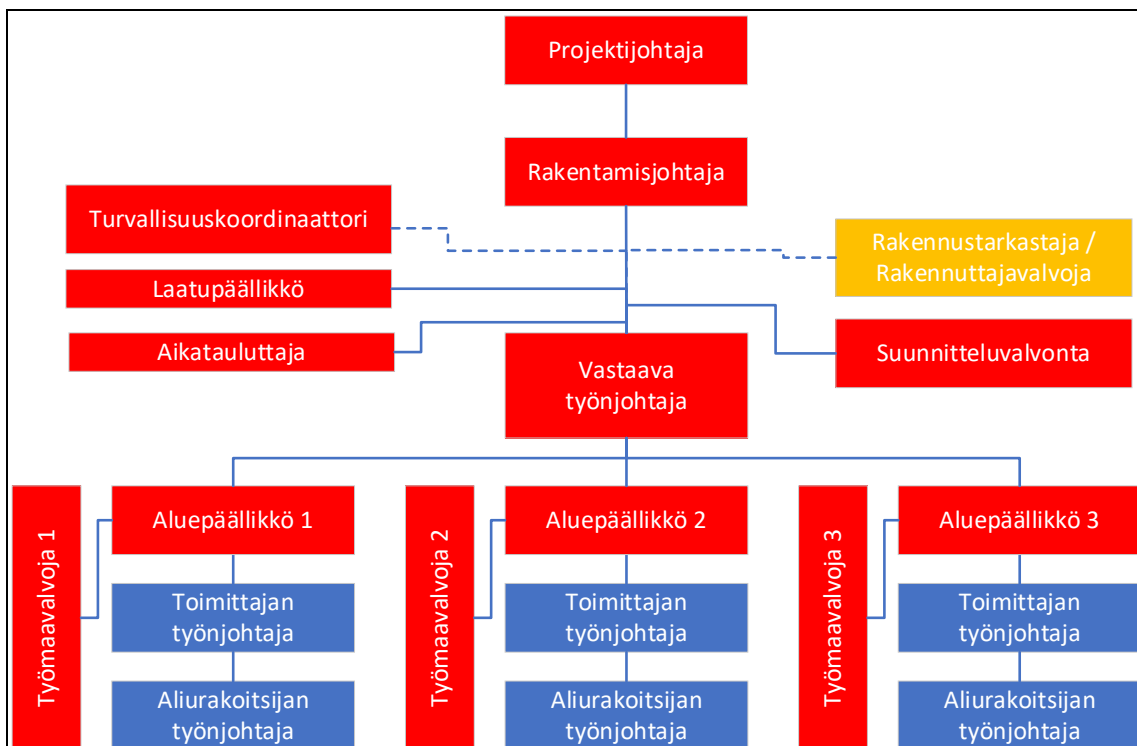 Projektijohtaja
Rakentamisjohtaja
Turvallisuuskoordinaattori
Rakennustarkastaja /
Rakennuttajavalvoja
Laatupäällikkö
Aikatauluttaja
Suunnitteluvalvonta
Vastaava
työnjohtaja
Työmaavalvoja 1
Aluepäällikkö 1
Toimittajan
työnjohtaja
Aliurakoitsijan
työnjohtaja
Työmaavalvoja 2
Aluepäällikkö 2
Toimittajan
työnjohtaja
Aliurakoitsijan
työnjohtaja
Työmaavalvoja 3
Aluepäällikkö 3
Toimittajan
työnjohtaja
Aliurakoitsijan
työnjohtaja